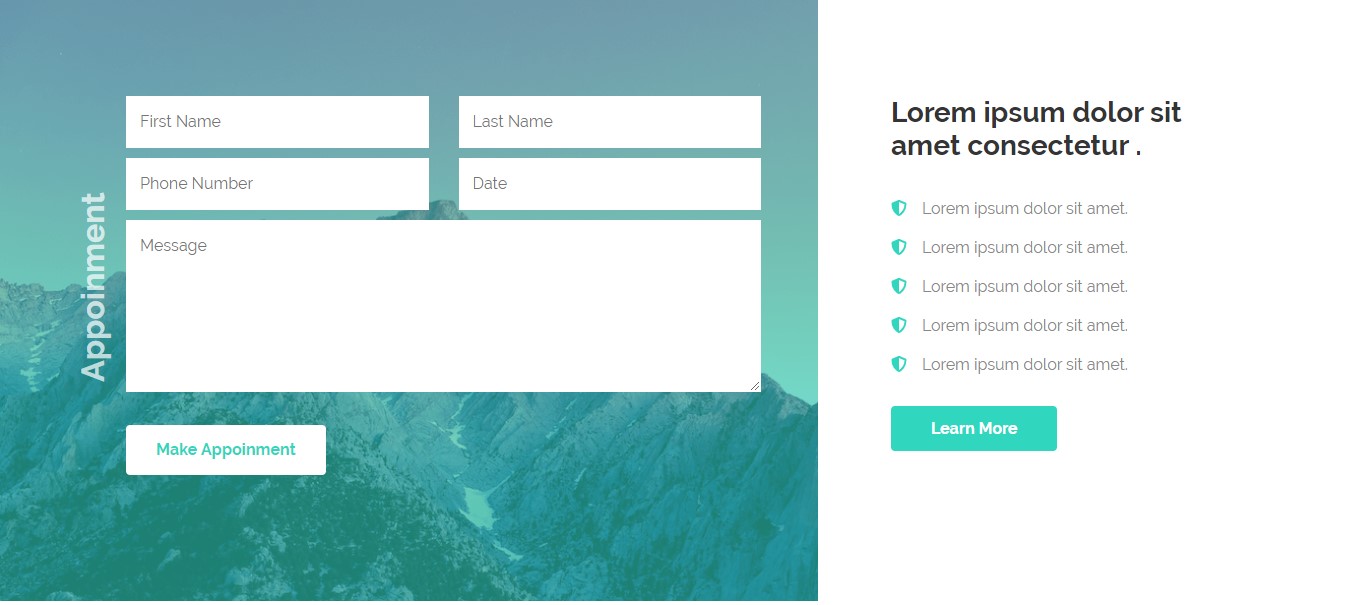 Appoinment
First Name
Last Name
Phone Number
Date
Message
Make Appoinment
Lorem ipsum dolor sit
amet consectetur .
Lorem ipsum dolor sit amet.
Lorem ipsum dolor sit amet.
Lorem ipsum dolor sit amet.
Lorem ipsum dolor sit amet.
Lorem ipsum dolor sit amet.
Learn More